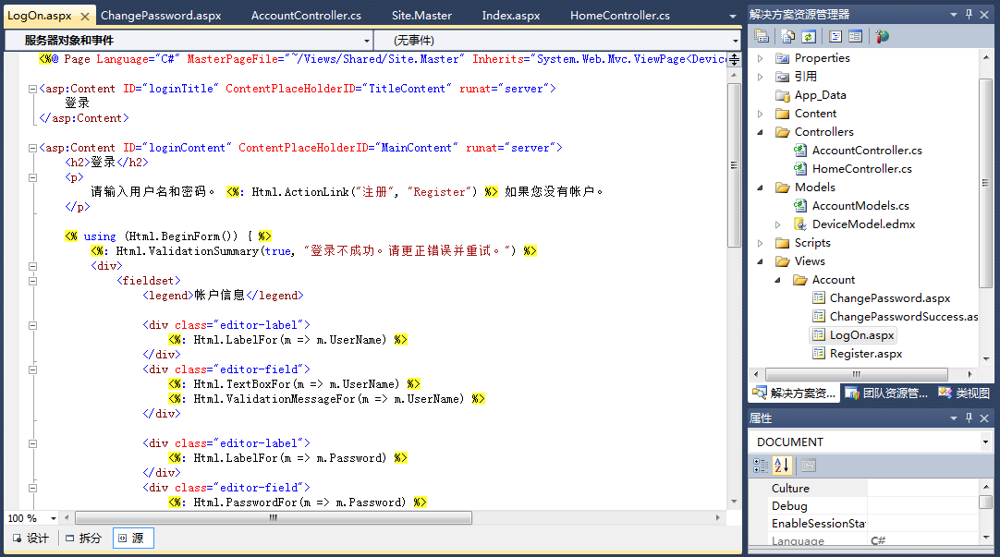 LogOn.aspx ChangePassword.aspx AccountController.cs Site.Master Index.aspx HomeController.cs
服务器对象和事件 (无事件)
<%@ Page Language="C#" MasterPageFile="~/Views/Shared/Site.Master" Inherits="System.Web.Mvc.ViewPage<Device
<asp:Content ID="loginTitle" ContentPlaceHolderID="TitleContent" runat="server">
登录
</asp:Content>
<asp:Content ID="loginContent" ContentPlaceHolderID="MainContent" runat="server">
<h2>登录</h2>
<p>
请输入用户名和密码。 <%: Html.ActionLink("注册", "Register") %> 如果您没有帐户。
</p>
<% using (Html.BeginForm()) { %>
<%: Html.ValidationSummary(true, "登录不成功。请更正错误并重试。") %>
<div>
<fieldset>
<legend>帐户信息</legend>
<div class="editor-label">
<%: Html.LabelFor(m => m.UserName) %>
</div>
<div class="editor-field">
<%: Html.TextBoxFor(m => m.UserName) %>
<%: Html.ValidationMessageFor(m => m.UserName) %>
</div>
<div class="editor-label">
<%: Html.LabelFor(m => m.Password) %>
</div>
<div class="editor-field">
<%: Html.PasswordFor(m => m.Password) %>
100 %
设计 拆分 源
解决方案资源管理器
Properties
引用
App_Data
Content
Controllers
AccountController.cs
HomeController.cs
Models
AccountModels.cs
DeviceModel.edmx
Scripts
Views
Account
ChangePassword.aspx
ChangePasswordSuccess.as
LogOn.aspx
Register.aspx
解决方案资... 团队资源管... 类视图
属性
DOCUMENT
Culture
Debug
EnableSessionSta
Language C#